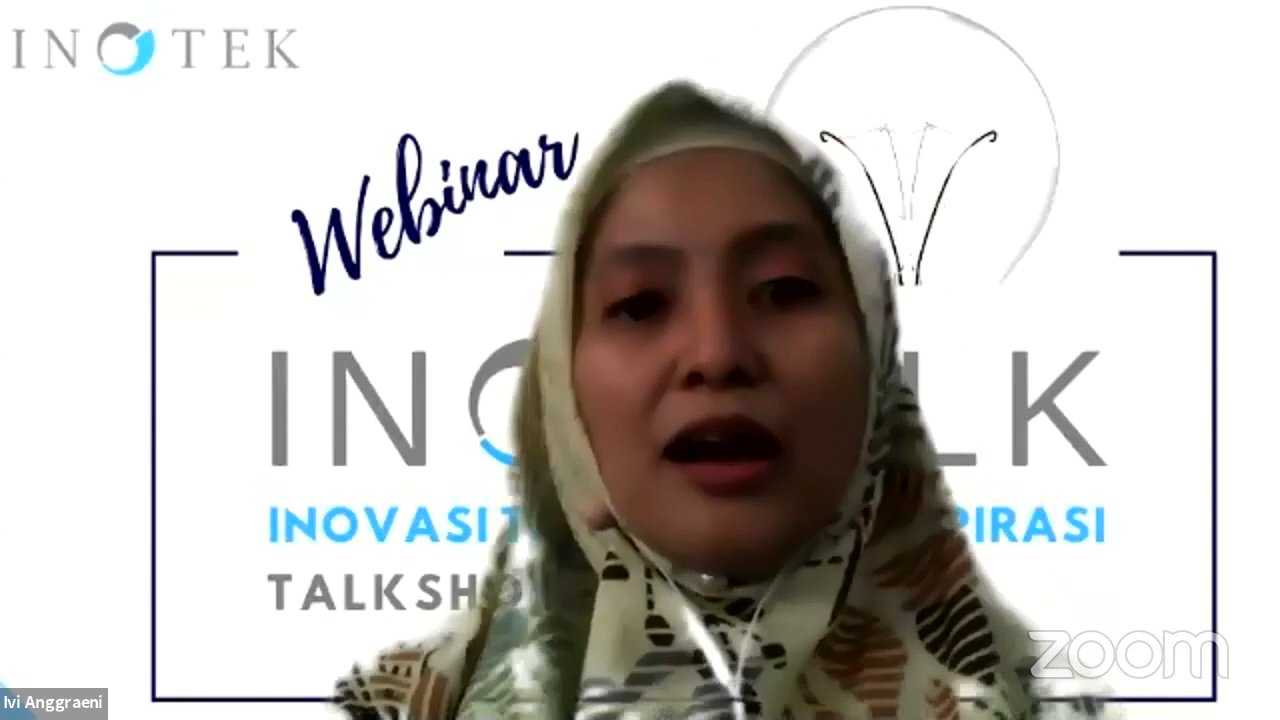 INOTEK
Webinar
INO LK
INOVASI PIRASI
TALKSHO
zoom
Ivi Anggraeni